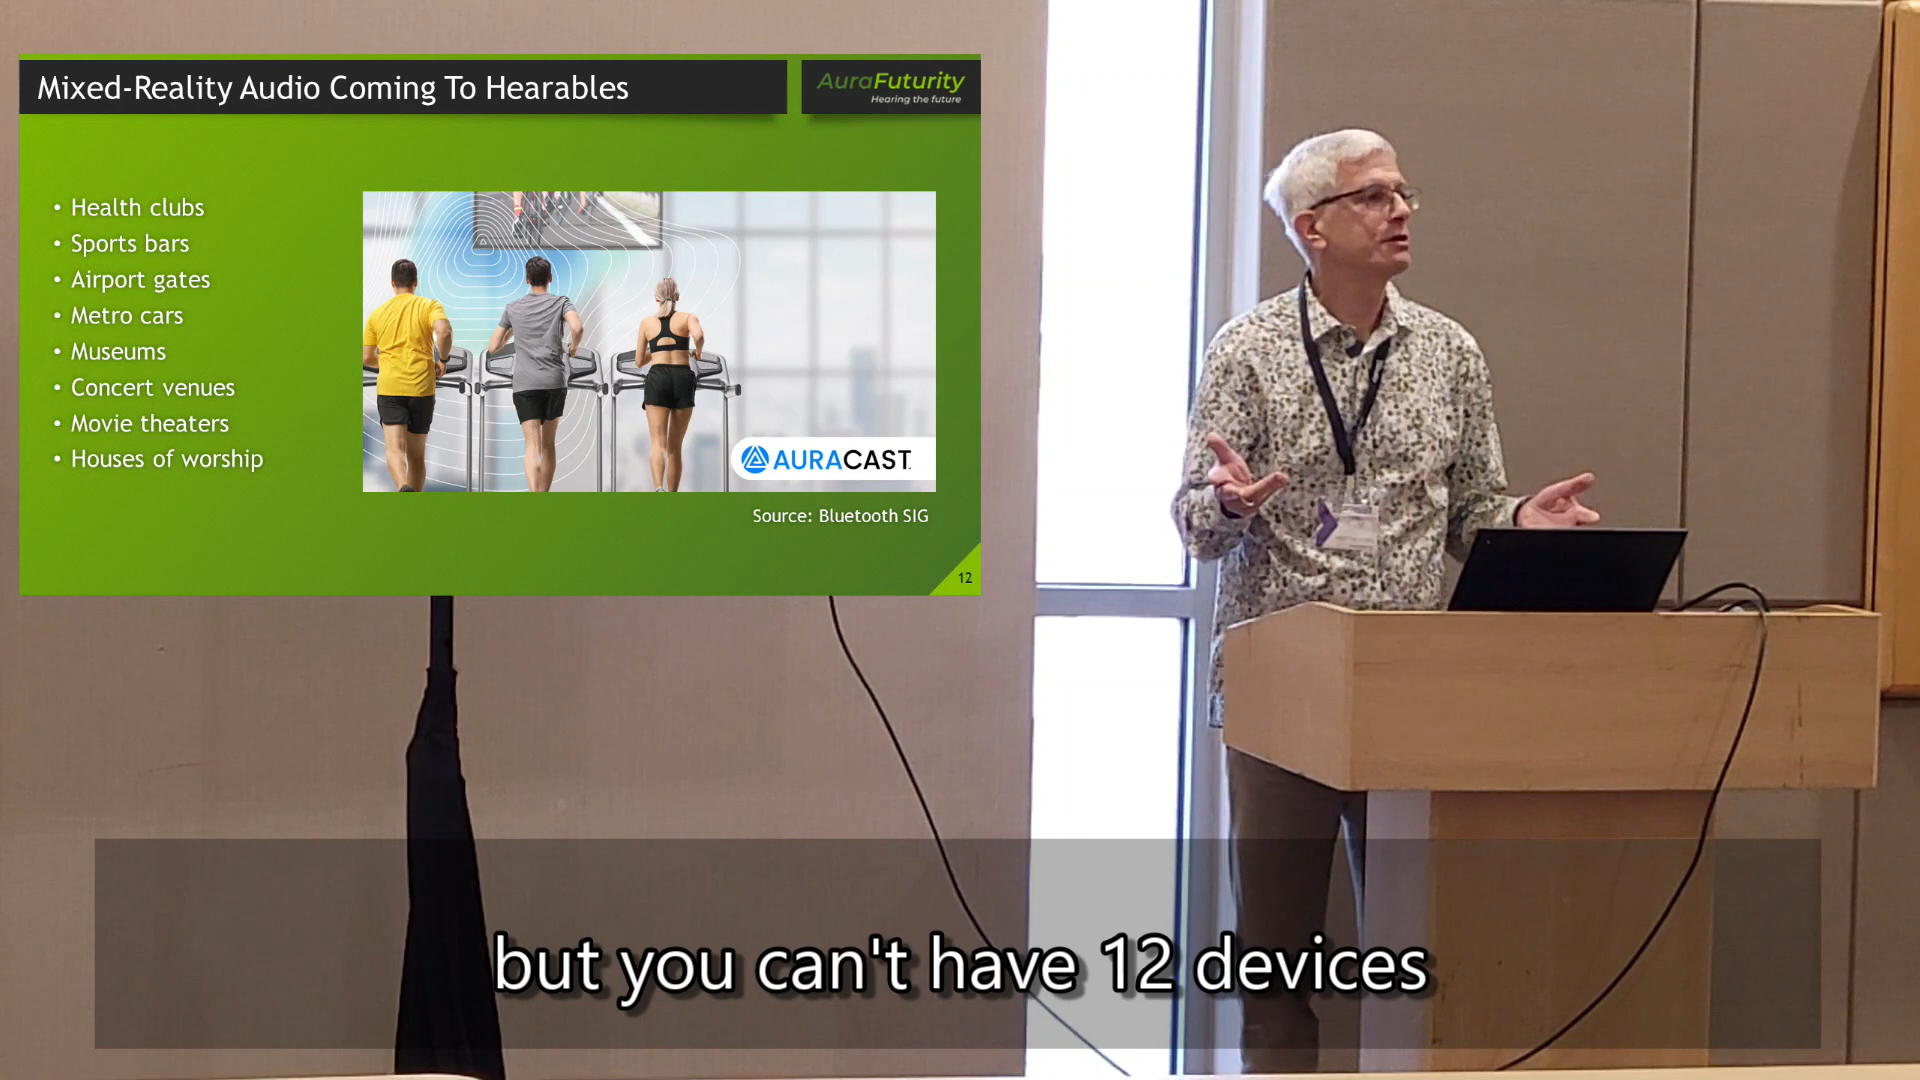 Mixed-Reality Audio Coming To Hearables
AuraFuturity
Hearing the future
• Health clubs
• Sports bars
• Airport gates
• Metro cars
• Museums
• Concert venues
• Movie theaters
• Houses of worship
AURACAST
Source: Bluetooth SIG
12
but you can't have 12 devices